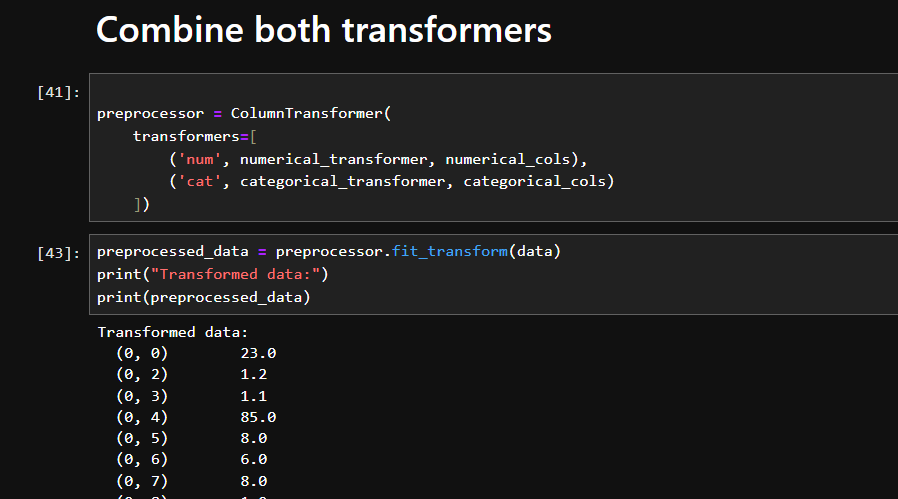 Combine both transformers
[41]:
preprocessor = ColumnTransformer(
    transformers=[
        ('num', numerical_transformer, numerical_cols),
        ('cat', categorical_transformer, categorical_cols)
    ])
[43]:
preprocessed_data = preprocessor.fit_transform(data)
print("Transformed data:")
print(preprocessed_data)
Transformed data:
  (0, 0)        23.0
  (0, 2)        1.2
  (0, 3)        1.1
  (0, 4)        85.0
  (0, 5)        8.0
  (0, 6)        6.0
  (0, 7)        8.0